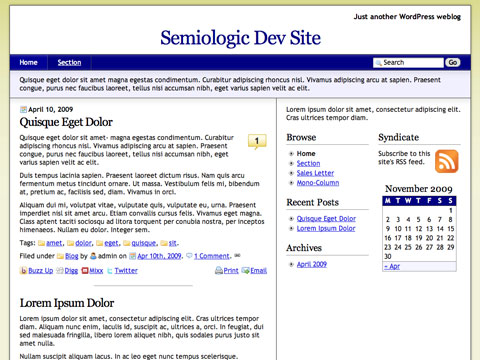 Just another WordPress weblog
Semiologic Dev Site
Home Section Search Go
Quisque eget dolor sit amet magna egestas condimentum. Curabitur adipiscing rhoncus nisl. Vivamus adipiscing arcu at sapien. Praesent
congue, purus nec faucibus laoreet, tellus nisi accumsan nibh, eget varius sapien velit ac elit.
April 10, 2009
Quisque Eget Dolor
Quisque eget dolor sit amet- magna egestas condimentum. Curabitur
adipiscing rhoncus nisl. Vivamus adipiscing arcu at sapien. Praesent
congue, purus nec faucibus laoreet, tellus nisi accumsan nibh, eget
varius sapien velit ac elit.
1
Duis tempus lacinia sapien. Praesent laoreet dictum risus. Nam quis arcu
fermentum metus tincidunt ornare. Ut massa. Vestibulum felis mi, bibendum
at, pretium ac, facilisis sed, diam. Vivamus in orci.
Aliquam dui mi, volutpat vitae, vulputate quis, vulputate eu, urna. Praesent
imperdiet nisi sit amet arcu. Etiam convallis cursus felis. Vivamus eget magna.
Class aptent taciti sociosqu ad litora torquent per conubia nostra, per inceptos
himenaeos. Nullam eu dolor. Integer sem.
Tags: amet, dolor, eget, quisque, sit.
Filed under Blog by admin on Apr 10th, 2009. 1 Comment.
Buzz Up Digg Mixx Twitter Print Email
Lorem Ipsum Dolor
Lorem ipsum dolor sit amet, consectetur adipiscing elit. Cras ultrices tempor
diam. Aliquam nunc enim, iaculis id, suscipit ac, ultrices a, orci. In feugiat, dui
sed malesuada fringilla, libero lorem aliquet nibh, quis sodales purus justo sit
amet nulla.
Nullam suscipit aliquam lacus. In ac elit eget nunc tempus scelerisque.
Lorem ipsum dolor sit amet, consectetur adipiscing elit.
Cras ultrices tempor diam.
Browse
Home
Section
Sales Letter
Mono-Column
Recent Posts
Quisque Eget Dolor
Lorem Ipsum Dolor
Archives
April 2009
Syndicate
Subscribe to this
site's RSS feed.
November 2009
M T W T F S S
1
2 3 4 5 6 7 8
9 10 11 12 13 14 15
16 17 18 19 20 21 22
23 24 25 26 27 28 29
30
« Apr